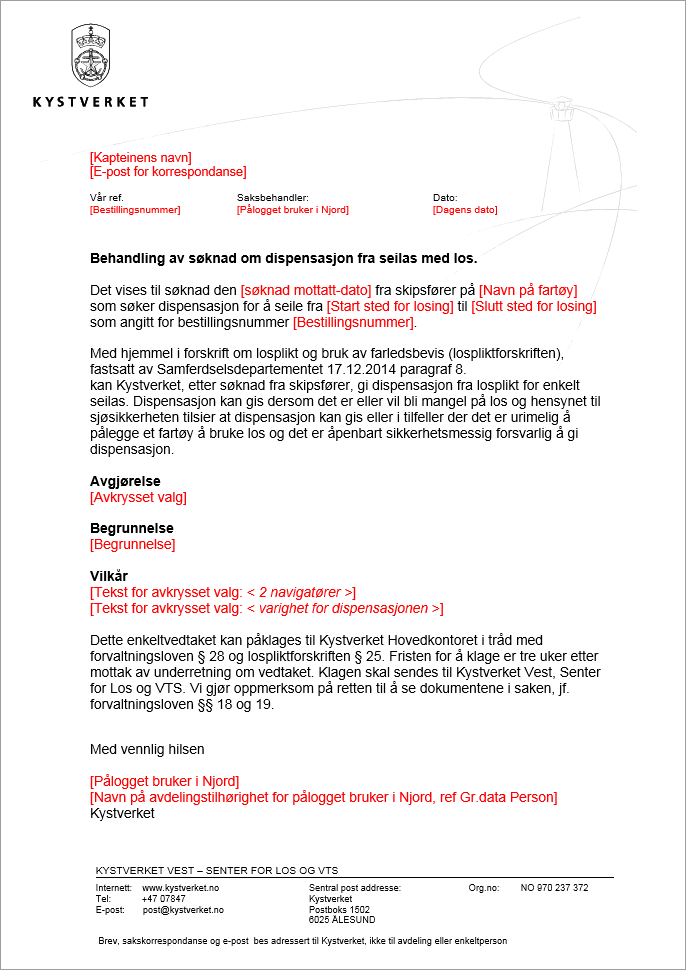 KYSTVERKET
[Kapteinens navn]
[E-post for korrespondanse]
Vår ref. Saksbehandler: Dato:
[Bestillingsnummer] [Pålogget bruker i Njord] [Dagens dato]
Behandling av søknad om dispensasjon fra seilas med los.
Det vises til søknad den [søknad mottatt-dato] fra skipsfører på [Navn på fartøy]
som søker dispensasjon for å seile fra [Start sted for losing] til [Slutt sted for losing]
som angitt for bestillingsnummer [Bestillingsnummer].
Med hjemmel i forskrift om losplikt og bruk av farledsbevis (lospliktforskriften),
fastsatt av Samferdselsdepartementet 17.12.2014 paragraf 8.
kan Kystverket, etter søknad fra skipsfører, gi dispensasjon fra losplikt for enkelt
seilas. Dispensasjon kan gis dersom det er eller vil bli mangel på los og hensynet til
sjøsikkerheten tilsier at dispensasjon kan gis eller i tilfeller der det er urimelig å
pålegge et fartøy å bruke los og det er åpenbart sikkerhetsmessig forsvarlig å gi
dispensasjon.
Avgjørelse
[Avkrysset valg]
Begrunnelse
[Begrunnelse]
Vilkår
[Tekst for avkrysset valg: < 2 navigatører >]
[Tekst for avkrysset valg: < varighet for dispensasjonen >]
Dette enkeltvedtaket kan påklages til Kystverket Hovedkontoret i tråd med
forvaltningsloven § 28 og lospliktforskriften § 25. Fristen for å klage er tre uker etter
mottak av underretning om vedtaket. Klagen skal sendes til Kystverket Vest, Senter
for Los og VTS. Vi gjør oppmerksom på retten til å se dokumentene i saken, jf.
forvaltningsloven §§ 18 og 19.
Med vennlig hilsen
[Pålogget bruker i Njord]
[Navn på avdelingstilhørighet for pålogget bruker i Njord, ref Gr.data Person]
Kystverket
KYSTVERKET VEST – SENTER FOR LOS OG VTS
Internett: www.kystverket.no Sentral post addresse: Org.no: NO 970 237 372
Tel: +47 07847 Kystverket
E-post: post@kystverket.no Postboks 1502
6025 ÅLESUND
Brev, sakskorrespondanse og e-post bes adressert til Kystverket, ikke til avdeling eller enkeltperson